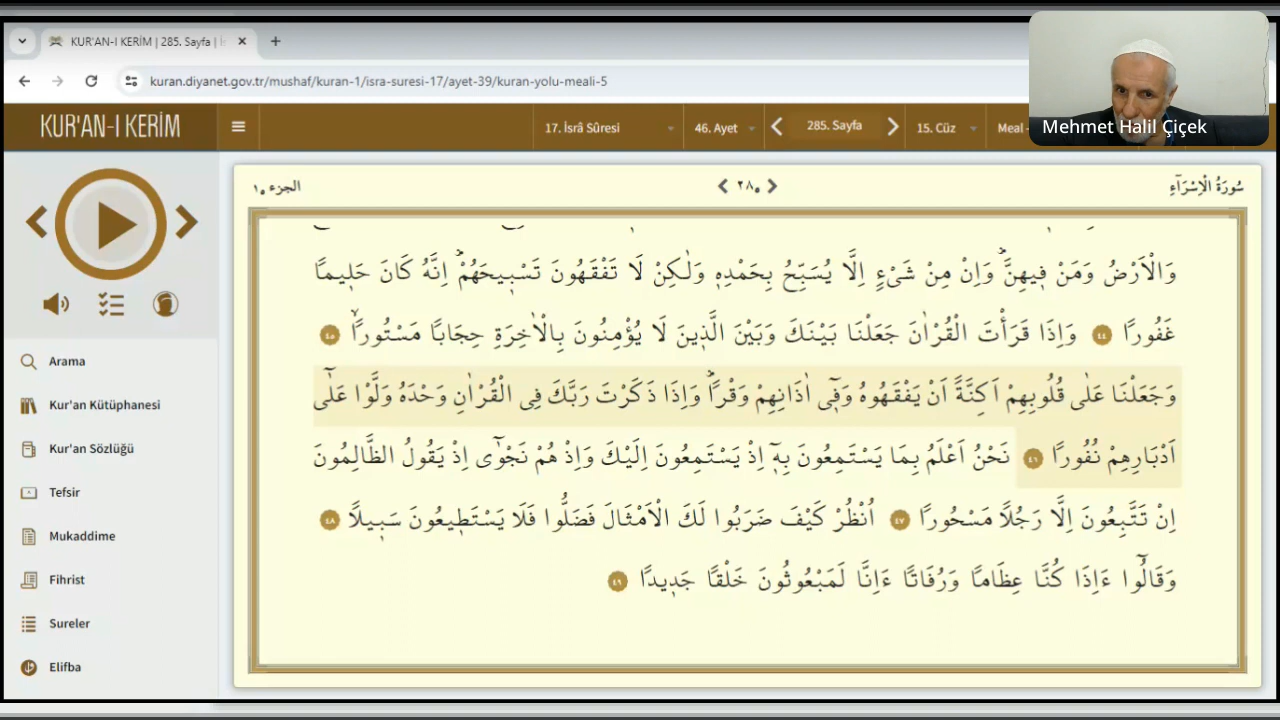 KUR'AN-I KERİM | 285. Sayfa | İ
kuran.diyanet.gov.tr/mushaf/kuran-1/isra-suresi-17/ayet-39/kuran-yolu-meali-5
Mehmet Halil Çiçek
KUR'AN-I KERİM
17. İsrâ Sûresi
46. Ayet
285. Sayfa
15. Cüz
Meal -
Arama
Kur'an Kütüphanesi
Kur'an Sözlüğü
Tefsir
Mukaddime
Fihrist
Sureler
Elifba
سُورَةُ الْاِسْرَٓاءِ
٢٨٥
الجزء ١٥
وَالْاَرْضُ وَمَنْ ف۪يهِنَّۜ وَاِنْ مِنْ شَيْءٍ اِلَّا يُسَبِّحُ بِحَمْدِه۪ وَلٰكِنْ لَا تَفْقَهُونَ تَسْب۪يحَهُمْۜ اِنَّهُ كَانَ حَل۪يمًا
غَفُورًا ٤٤ وَاِذَا قَرَأْتَ الْقُرْاٰنَ جَعَلْنَا بَيْنَكَ وَبَيْنَ الَّذ۪ينَ لَا يُؤْمِنُونَ بِالْاٰخِرَةِ حِجَابًا مَسْتُورًاۙ ٤٥
وَجَعَلْنَا عَلٰى قُلُوبِهِمْ اَكِنَّةً اَنْ يَفْقَهُوهُ وَف۪ٓي اٰذَانِهِمْ وَقْرًاۜ وَاِذَا ذَكَرْتَ رَبَّكَ فِي الْقُرْاٰنِ وَحْدَهُ وَلَّوْا عَلٰٓى
اَدْبَارِهِمْ نُفُورًا ٤٦ نَحْنُ اَعْلَمُ بِمَا يَسْتَمِعُونَ بِه۪ٓ اِذْ يَسْتَمِعُونَ اِلَيْكَ وَاِذْ هُمْ نَجْوٰٓى اِذْ يَقُولُ الظَّالِمُونَ
اِنْ تَتَّبِعُونَ اِلَّا رَجُلًا مَسْحُورًا ٤٧ اُنْظُرْ كَيْفَ ضَرَبُوا لَكَ الْاَمْثَالَ فَضَلُّوا فَلَا يَسْتَط۪يعُونَ سَب۪يلًا ٤٨
وَقَالُٓوا ءَاِذَا كُنَّا عِظَامًا وَرُفَاتًا ءَاِنَّا لَمَبْعُوثُونَ خَلْقًا جَد۪يدًا ٤٩